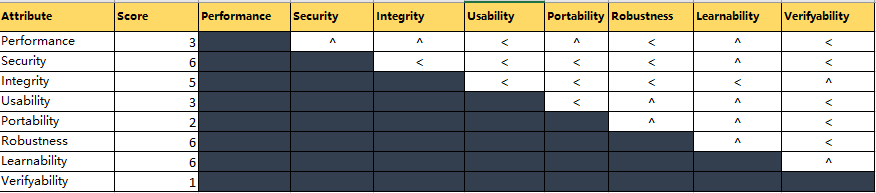 Attribute Score Performance Security Integrity Usability Portability Robustness Learnability Verifyability
Performance 3 ^ ^ < ^ < ^ <
Security 6 < < < < ^ <
Integrity 5 < < < < ^
Usability 3 < ^ ^ <
Portability 2 ^ ^ <
Robustness 6 ^ <
Learnability 6 ^
Verifyability 1